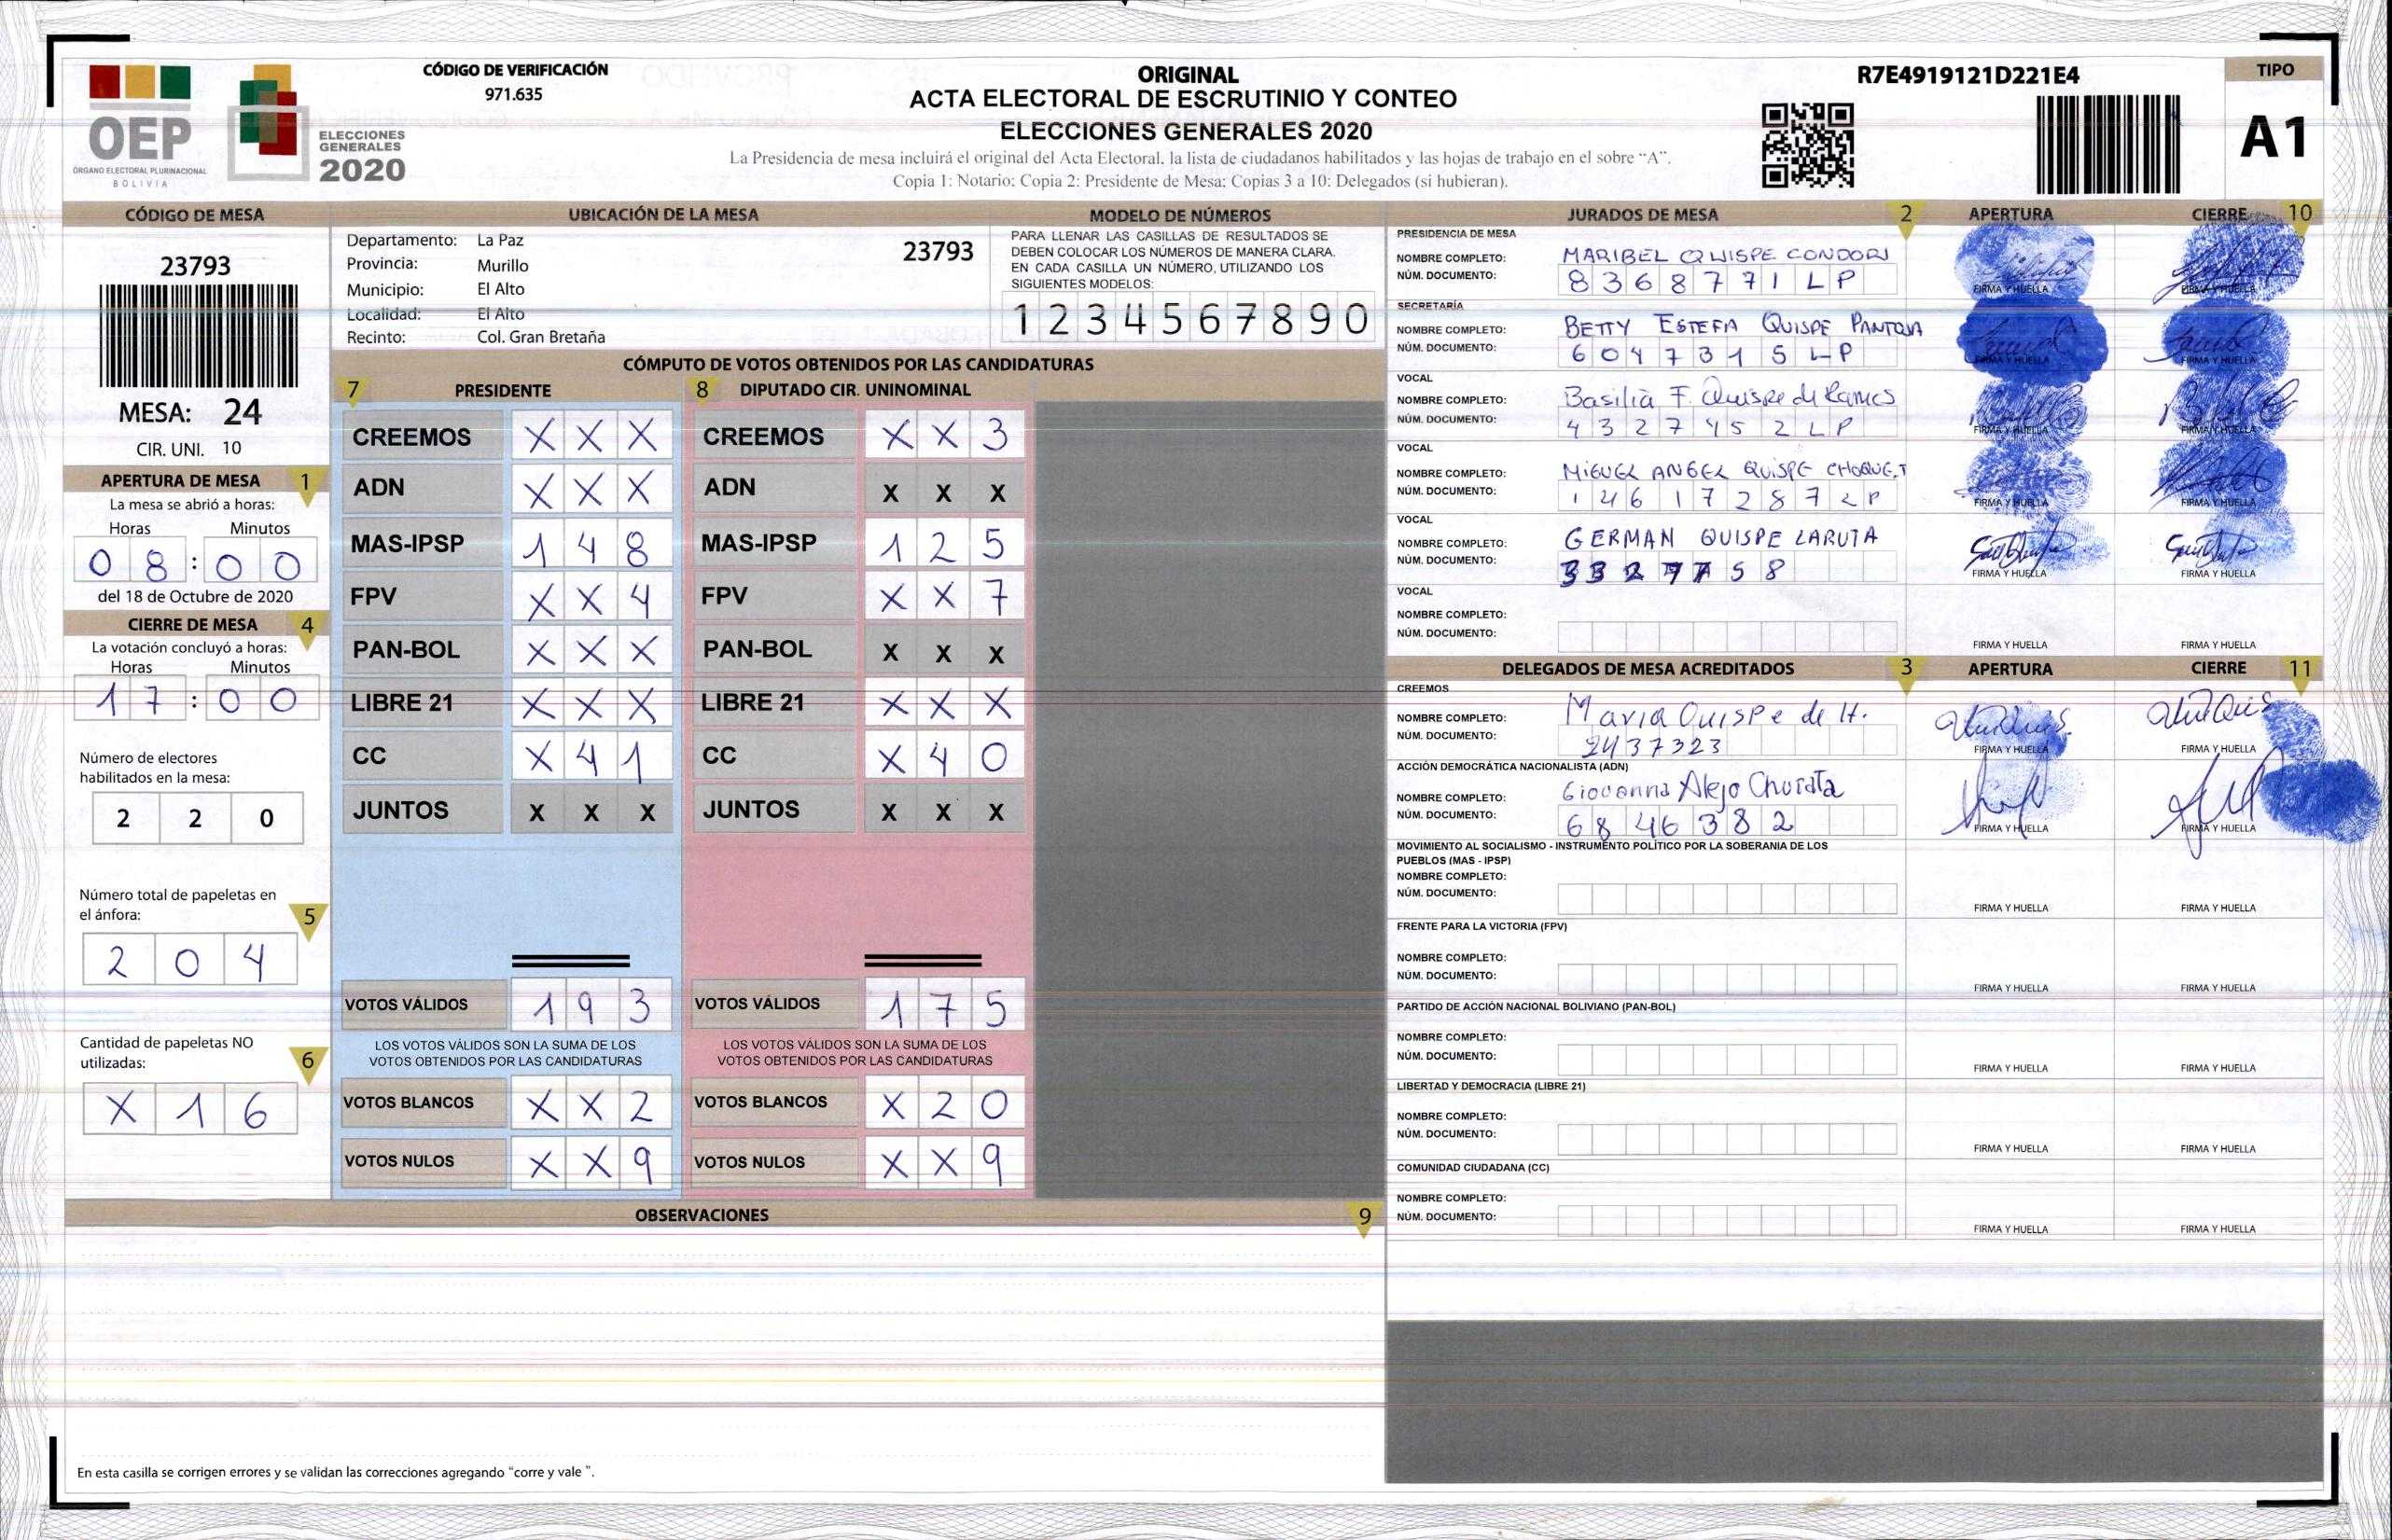 CÓDIGO DE VERIFICACIÓN
971.635
OEP
ÓRGANO ELECTORAL PLURINACIONAL
BOLIVIA
ELECCIONES
GENERALES
2020
ORIGINAL
ACTA ELECTORAL DE ESCRUTINIO Y CONTEO
ELECCIONES GENERALES 2020
La Presidencia de mesa incluirá el original del Acta Electoral, la lista de ciudadanos habilitados y las hojas de trabajo en el sobre “A”.
Copia 1: Notario; Copia 2: Presidente de Mesa; Copias 3 a 10: Delegados (si hubieran).
R7E4919121D221E4
TIPO
A1
CÓDIGO DE MESA
23793
MESA: 24
CIR. UNI. 10
APERTURA DE MESA 1
La mesa se abrió a horas:
Horas Minutos
0 8 : 0 0
del 18 de Octubre de 2020
CIERRE DE MESA 4
La votación concluyó a horas:
Horas Minutos
1 7 : 0 0
Número de electores
habilitados en la mesa:
2 2 0
Número total de papeletas en
el ánfora: 5
2 0 4
Cantidad de papeletas NO
utilizadas: 6
X 1 6
UBICACIÓN DE LA MESA
Departamento: La Paz
23793
Provincia: Murillo
Municipio: El Alto
Localidad: El Alto
Recinto: Col. Gran Bretaña
MODELO DE NÚMEROS
PARA LLENAR LAS CASILLAS DE RESULTADOS SE
DEBEN COLOCAR LOS NÚMEROS DE MANERA CLARA.
EN CADA CASILLA UN NÚMERO, UTILIZANDO LOS
SIGUIENTES MODELOS:
1 2 3 4 5 6 7 8 9 0
CÓMPUTO DE VOTOS OBTENIDOS POR LAS CANDIDATURAS
7 PRESIDENTE
CREEMOS X X X
ADN X X X
MAS-IPSP 1 4 8
FPV X X 4
PAN-BOL X X X
LIBRE 21 X X X
CC X 4 1
JUNTOS X X X
VOTOS VÁLIDOS 1 9 3
LOS VOTOS VÁLIDOS SON LA SUMA DE LOS
VOTOS OBTENIDOS POR LAS CANDIDATURAS
VOTOS BLANCOS X X 2
VOTOS NULOS X X 9
8 DIPUTADO CIR. UNINOMINAL
CREEMOS X X 3
ADN X X X
MAS-IPSP 1 2 5
FPV X X 7
PAN-BOL X X X
LIBRE 21 X X X
CC X 4 0
JUNTOS X X X
VOTOS VÁLIDOS 1 7 5
LOS VOTOS VÁLIDOS SON LA SUMA DE LOS
VOTOS OBTENIDOS POR LAS CANDIDATURAS
VOTOS BLANCOS X 2 0
VOTOS NULOS X X 9
OBSERVACIONES 9
En esta casilla se corrigen errores y se validan las correcciones agregando “corre y vale ”.
JURADOS DE MESA 2 APERTURA CIERRE 10
PRESIDENCIA DE MESA
NOMBRE COMPLETO: MARIBEL QUISPE CONDORI
NÚM. DOCUMENTO: 8 3 6 8 7 7 1 L P
FIRMA Y HUELLA FIRMA Y HUELLA
SECRETARÍA
NOMBRE COMPLETO: BETTY ESTEFA QUISPE PANTOJA
NÚM. DOCUMENTO: 6 0 4 7 3 1 5 L P
FIRMA Y HUELLA FIRMA Y HUELLA
VOCAL
NOMBRE COMPLETO: Basilia F. Quispe de Ramos
NÚM. DOCUMENTO: 4 3 2 7 4 5 2 L P
FIRMA Y HUELLA FIRMA Y HUELLA
VOCAL
NOMBRE COMPLETO: MIGUEL ANGEL QUISPE CHOQUE.T
NÚM. DOCUMENTO: 1 4 6 1 7 2 8 7 L P
FIRMA Y HUELLA FIRMA Y HUELLA
VOCAL
NOMBRE COMPLETO: GERMAN QUISPE LARUTA
NÚM. DOCUMENTO: 3 3 2 7 7 5 8
FIRMA Y HUELLA FIRMA Y HUELLA
VOCAL
NOMBRE COMPLETO:
NÚM. DOCUMENTO:
FIRMA Y HUELLA FIRMA Y HUELLA
DELEGADOS DE MESA ACREDITADOS 3 APERTURA CIERRE 11
CREEMOS
NOMBRE COMPLETO: Maria Quispe de H.
NÚM. DOCUMENTO: 2437323
FIRMA Y HUELLA FIRMA Y HUELLA
ACCIÓN DEMOCRÁTICA NACIONALISTA (ADN)
NOMBRE COMPLETO: Giovanna Alejo Churata
NÚM. DOCUMENTO: 6 8 4 6 3 8 2
FIRMA Y HUELLA FIRMA Y HUELLA
MOVIMIENTO AL SOCIALISMO - INSTRUMENTO POLÍTICO POR LA SOBERANIA DE LOS
PUEBLOS (MAS - IPSP)
NOMBRE COMPLETO:
NÚM. DOCUMENTO:
FIRMA Y HUELLA FIRMA Y HUELLA
FRENTE PARA LA VICTORIA (FPV)
NOMBRE COMPLETO:
NÚM. DOCUMENTO:
FIRMA Y HUELLA FIRMA Y HUELLA
PARTIDO DE ACCIÓN NACIONAL BOLIVIANO (PAN-BOL)
NOMBRE COMPLETO:
NÚM. DOCUMENTO:
FIRMA Y HUELLA FIRMA Y HUELLA
LIBERTAD Y DEMOCRACIA (LIBRE 21)
NOMBRE COMPLETO:
NÚM. DOCUMENTO:
FIRMA Y HUELLA FIRMA Y HUELLA
COMUNIDAD CIUDADANA (CC)
NOMBRE COMPLETO:
NÚM. DOCUMENTO:
FIRMA Y HUELLA FIRMA Y HUELLA